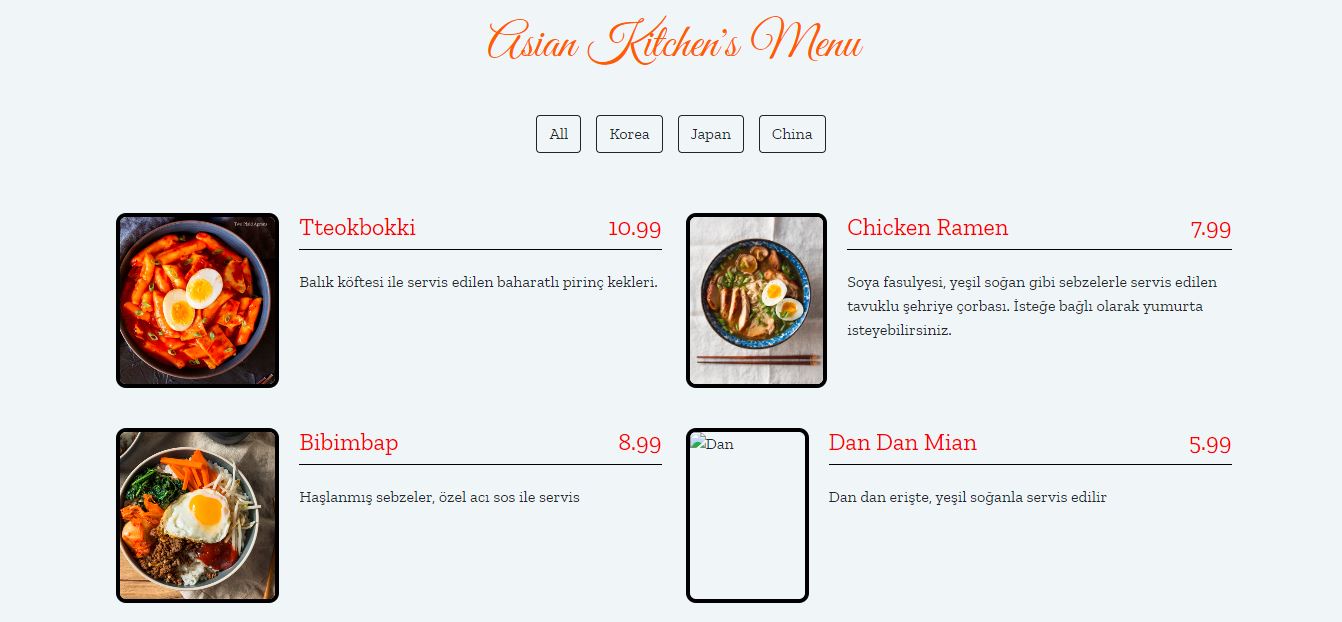 Asian Kitchen's Menu
All
Korea
Japan
China
Tteokbokki 10.99
Balık köftesi ile servis edilen baharatlı pirinç kekleri.
Chicken Ramen 7.99
Soya fasulyesi, yeşil soğan gibi sebzelerle servis edilen
tavuklu şehriye çorbası. İsteğe bağlı olarak yumurta
isteyebilirsiniz.
Bibimbap 8.99
Haşlanmış sebzeler, özel acı sos ile servis
Dan
Dan Dan Mian 5.99
Dan dan erişte, yeşil soğanla servis edilir